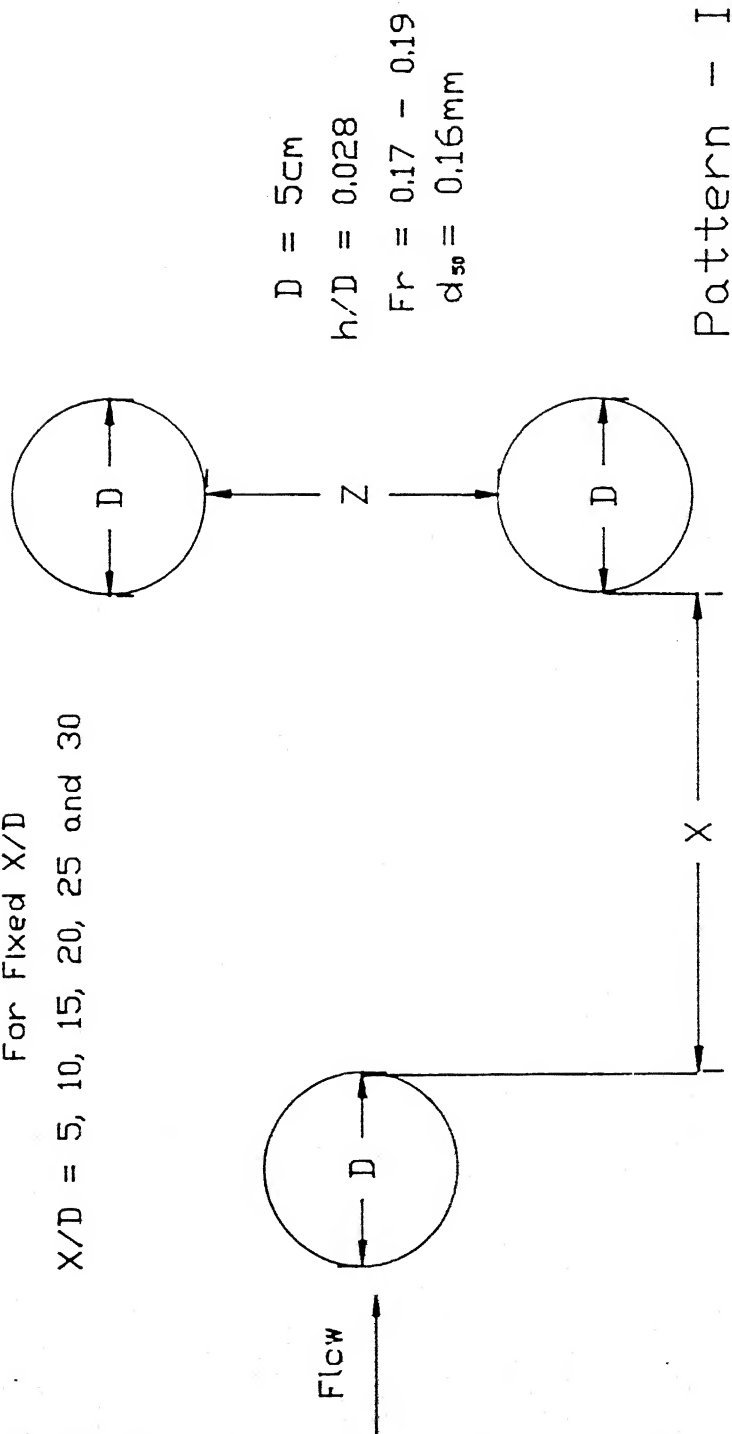 For Fixed X/D
X/D = 5, 10, 15, 20, 25 and 30
Flow
D
X
D
Z
D
D = 5cm
h/D = 0.028
Fr = 0.17 - 0.19
d₅₀ = 0.16mm
Pattern - I